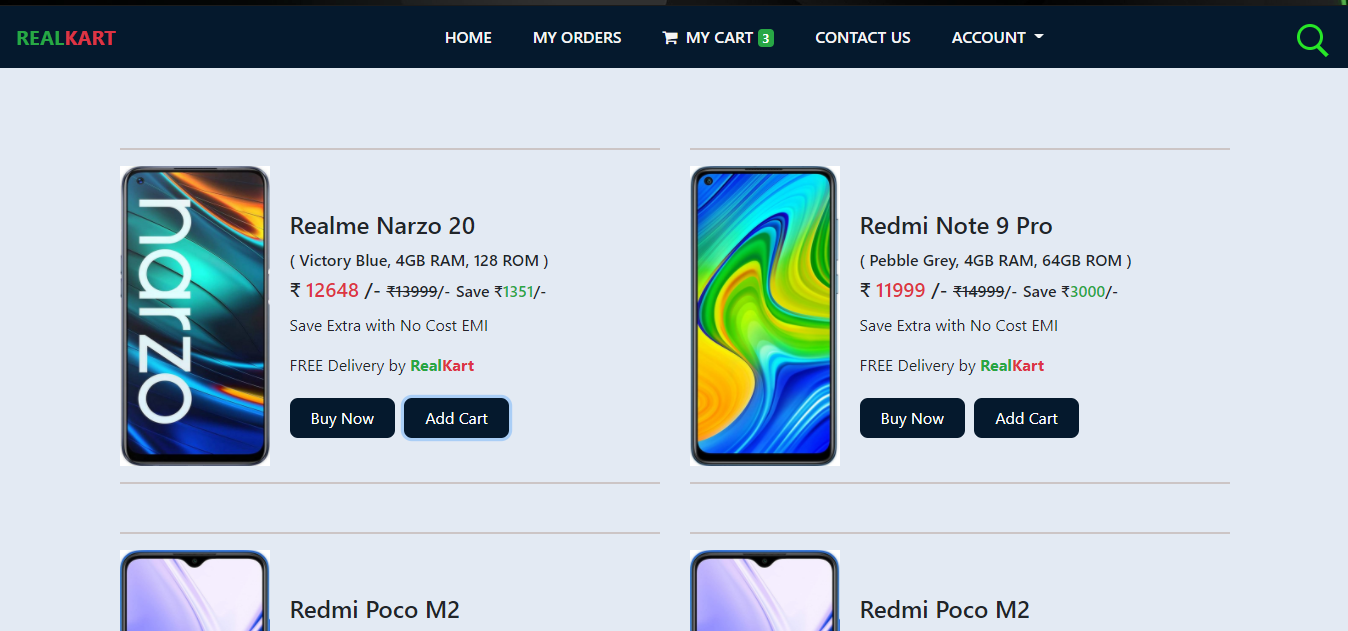 REALKART HOME MY ORDERS MY CART 3 CONTACT US ACCOUNT
narzo
Realme Narzo 20
( Victory Blue, 4GB RAM, 128 ROM )
₹ 12648 /- ₹13999/- Save ₹1351/-
Save Extra with No Cost EMI
FREE Delivery by RealKart
Buy Now Add Cart
Redmi Note 9 Pro
( Pebble Grey, 4GB RAM, 64GB ROM )
₹ 11999 /- ₹14999/- Save ₹3000/-
Save Extra with No Cost EMI
FREE Delivery by RealKart
Buy Now Add Cart
Redmi Poco M2
Redmi Poco M2